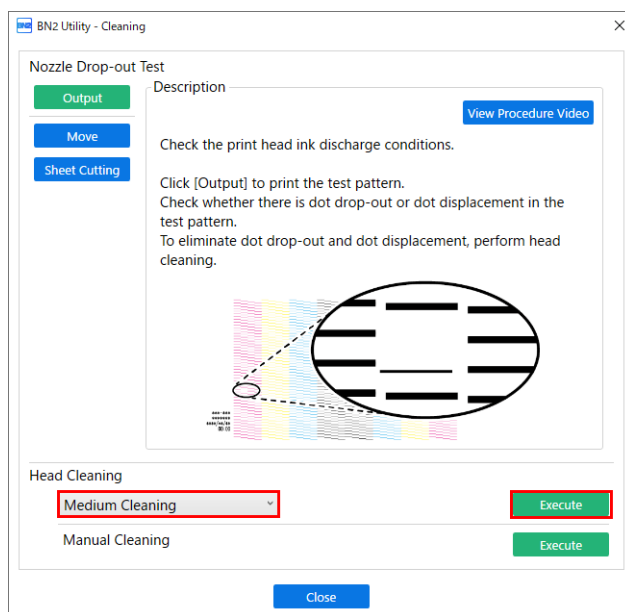 BN2 Utility - Cleaning
Nozzle Drop-out Test
Output
Move
Sheet Cutting
Description
View Procedure Video
Check the print head ink discharge conditions.
Click [Output] to print the test pattern.
Check whether there is dot drop-out or dot displacement in the
test pattern.
To eliminate dot drop-out and dot displacement, perform head
cleaning.
Head Cleaning
Medium Cleaning
Execute
Manual Cleaning
Execute
Close